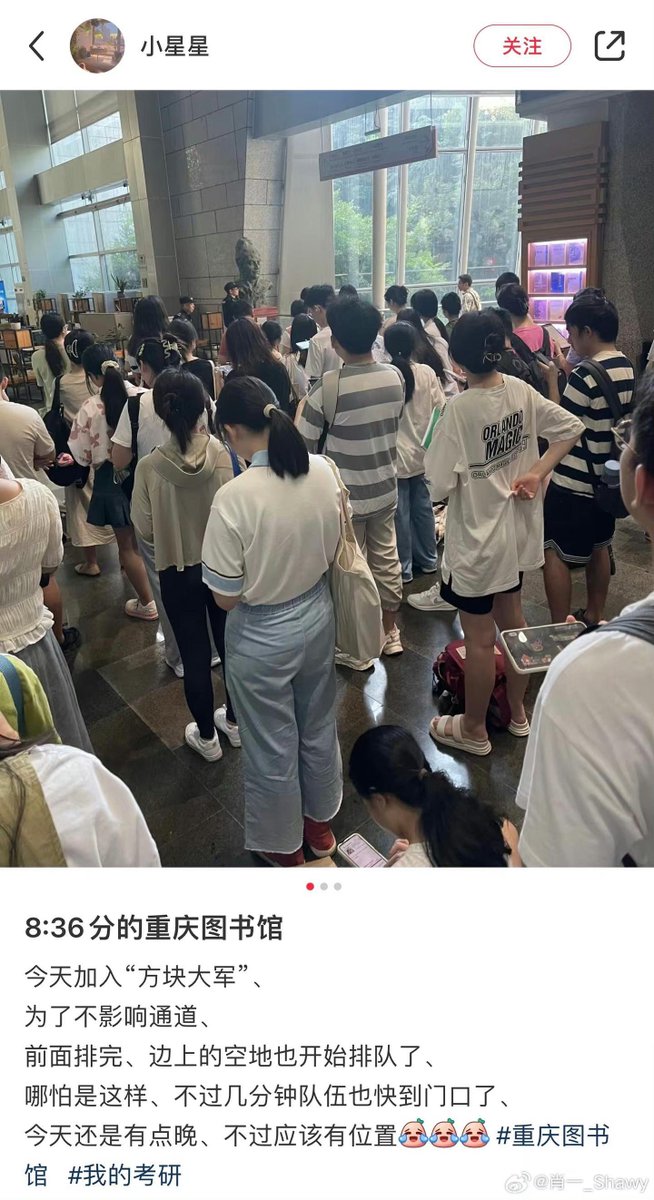 小星星
关注
ORLANDO
MAGIC
8:36分的重庆图书馆
今天加入“方块大军”、
为了不影响通道、
前面排完、边上的空地也开始排队了、
哪怕是这样、不过几分钟队伍也快到门口了、
今天还是有点晚、不过应该有位置 #重庆图书
馆 #我的考研
@肖一_Shawy